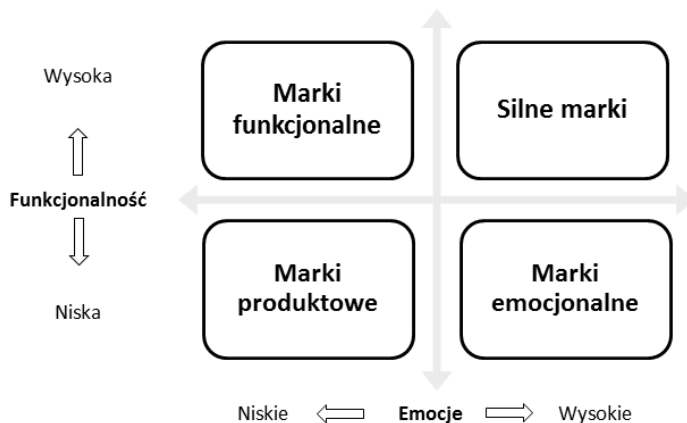 Wysoka
Marki
funkcjonalne
Silne marki
Funkcjonalność
Marki
produktowe
Marki
emocjonalne
Niska
Niskie Emocje Wysokie